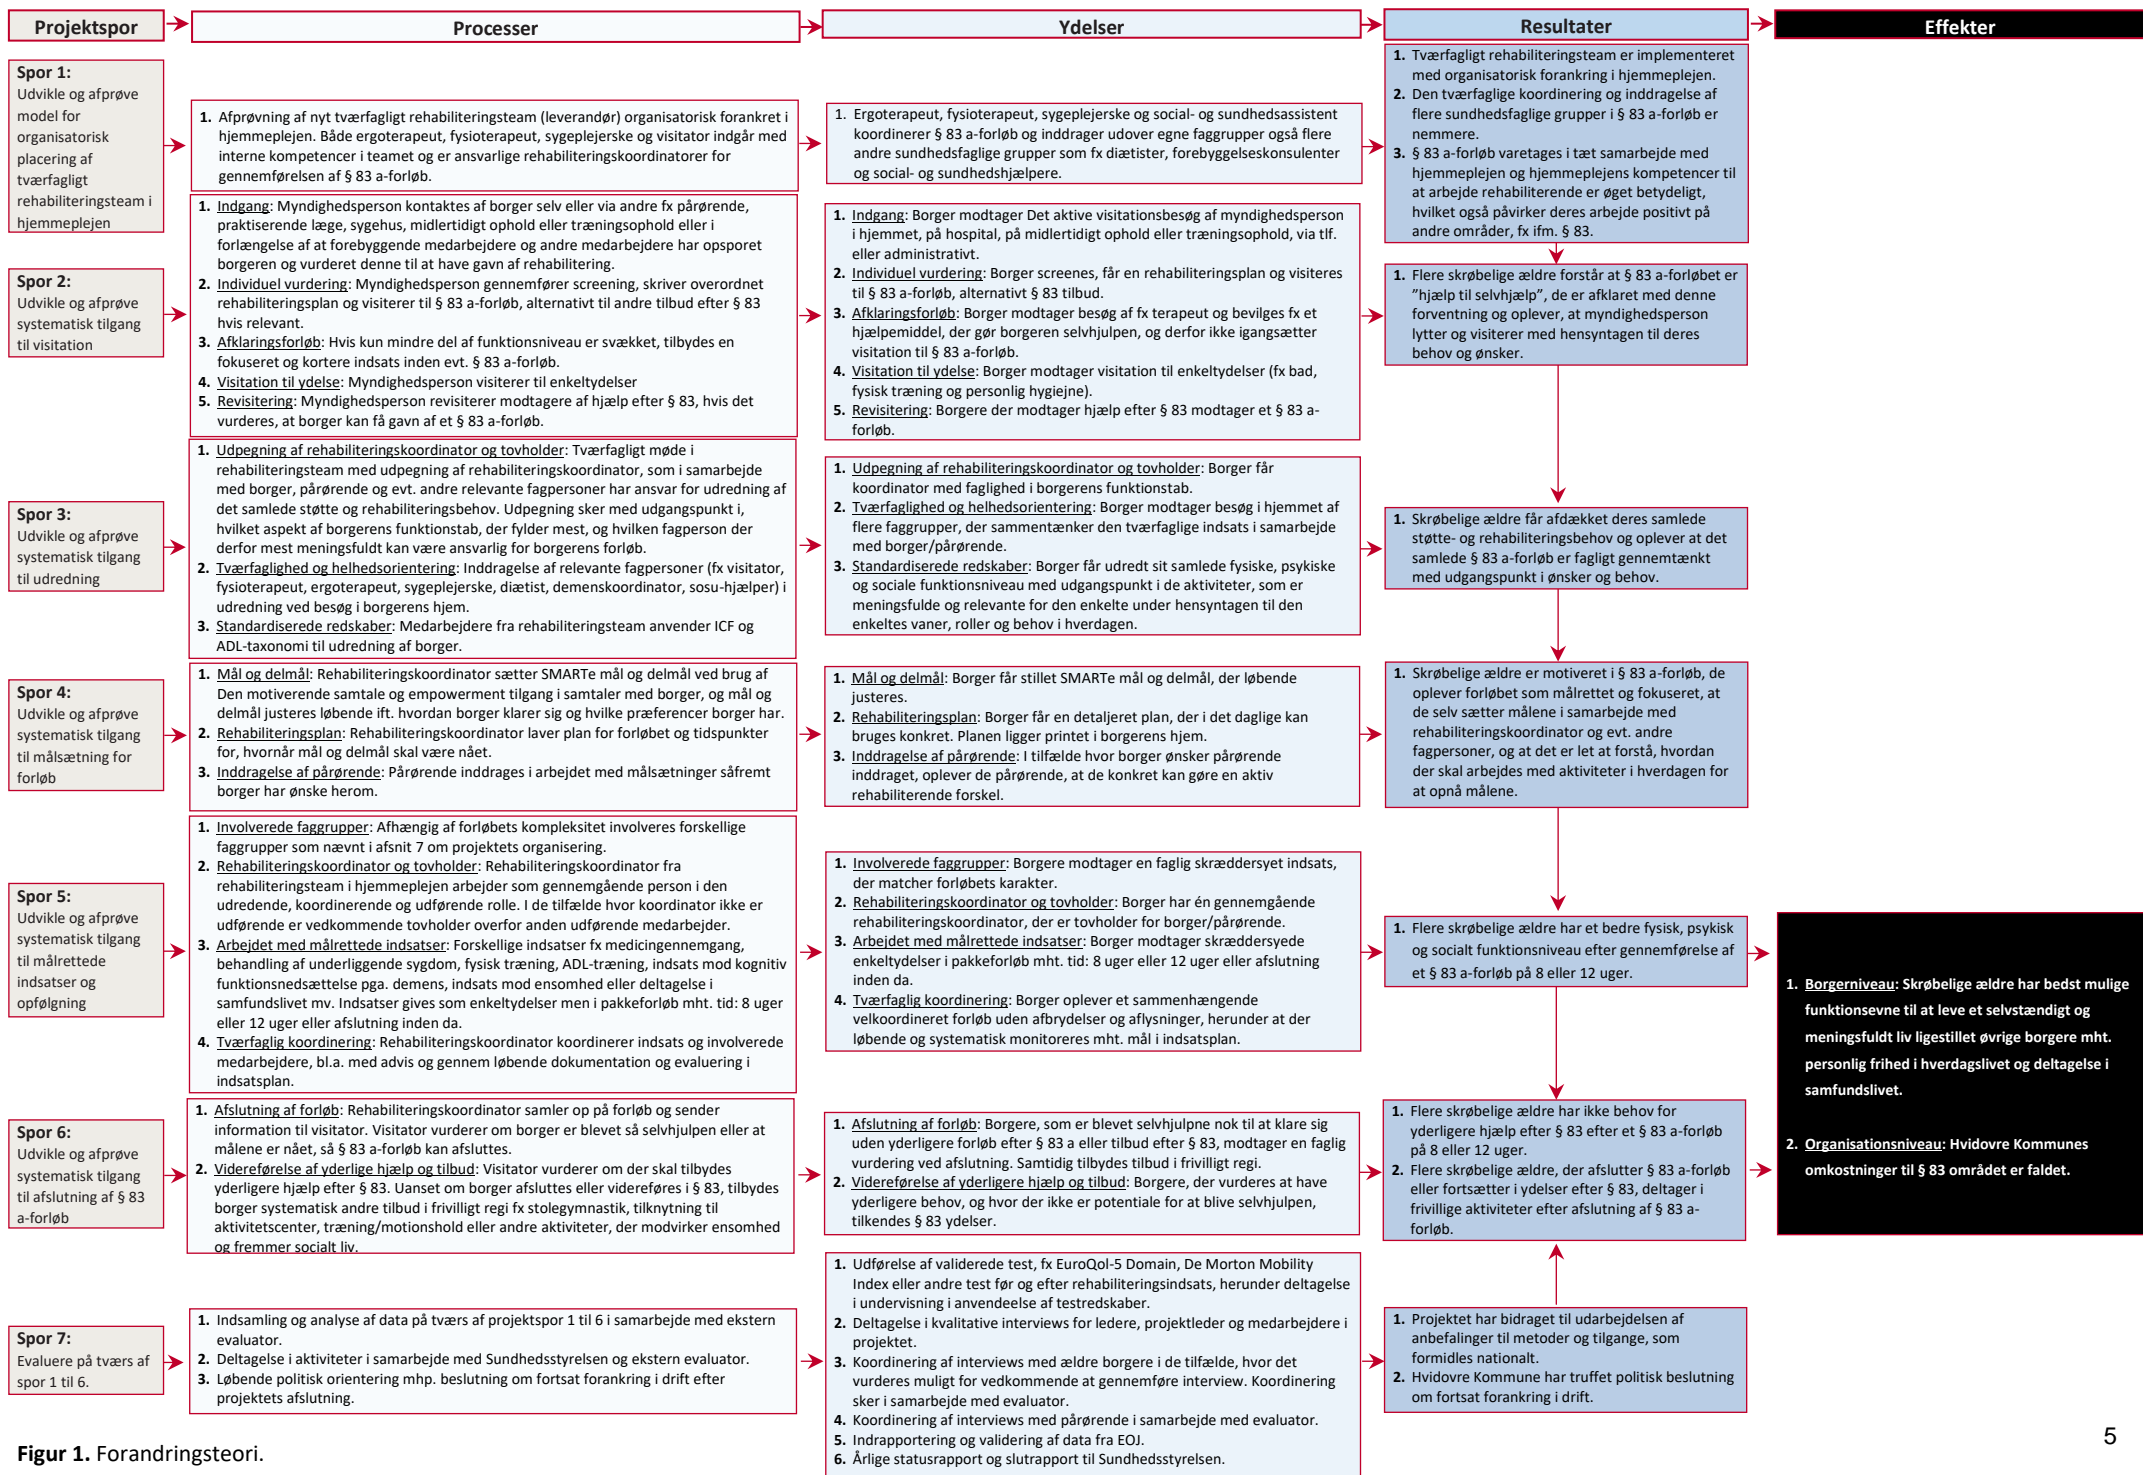 Projektspor
Processer
Ydelser
Resultater
Effekter
Spor 1:
Udvikle og afprøve
model for
organisatorisk
placering af
tværfagligt
rehabiliteringsteam i
hjemmeplejen
1. Afprøvning af nyt tværfagligt rehabiliteringsteam (leverandør) organisatorisk forankret i
hjemmeplejen. Både ergoterapeut, fysioterapeut, sygeplejerske og visitator indgår med
interne kompetencer i teamet og er ansvarlige rehabiliteringskoordinatorer for
gennemførelsen af § 83 a-forløb.
1. Ergoterapeut, fysioterapeut, sygeplejerske og social- og sundhedsassistent
koordinerer § 83 a-forløb og inddrager udover egne faggrupper også flere
andre sundhedsfaglige grupper som fx diætister, forebyggelseskonsulenter
og social- og sundhedshjælpere.
1. Tværfagligt rehabiliteringsteam er implementeret
med organisatorisk forankring i hjemmeplejen.
2. Den tværfaglige koordinering og inddragelse af
flere sundhedsfaglige grupper i § 83 a-forløb er
nemmere.
3. § 83 a-forløb varetages i tæt samarbejde med
hjemmeplejen og hjemmeplejens kompetencer til
at arbejde rehabiliterende er øget betydeligt,
hvilket også påvirker deres arbejde positivt på
andre områder, fx ifm. § 83.
Spor 2:
Udvikle og afprøve
systematisk tilgang
til visitation
1. Indgang: Myndighedsperson kontaktes af borger selv eller via andre fx pårørende,
praktiserende læge, sygehus, midlertidigt ophold eller træningsophold eller i
forlængelse af at forebyggende medarbejdere og andre medarbejdere har opsporet
borgeren og vurderet denne til at have gavn af rehabilitering.
2. Individuel vurdering: Myndighedsperson gennemfører screening, skriver overordnet
rehabiliteringsplan og visiterer til § 83 a-forløb, alternativt til andre tilbud efter § 83
hvis relevant.
3. Afklaringsforløb: Hvis kun mindre del af funktionsniveau er svækket, tilbydes en
fokuseret og kortere indsats inden evt. § 83 a-forløb.
4. Visitation til ydelse: Myndighedsperson visiterer til enkeltydelser
5. Revisitering: Myndighedsperson revisiterer modtagere af hjælp efter § 83, hvis det
vurderes, at borger kan få gavn af et § 83 a-forløb.
1. Indgang: Borger modtager Det aktive visitationsbesøg af myndighedsperson
i hjemmet, på hospital, på midlertidigt ophold eller træningsophold, via tlf.
eller administrativt.
2. Individuel vurdering: Borger screenes, får en rehabiliteringsplan og visiteres
til § 83 a-forløb, alternativt § 83 tilbud.
3. Afklaringsforløb: Borger modtager besøg af fx terapeut og bevilges fx et
hjælpemiddel, der gør borgeren selvhjulpen, og derfor ikke igangsætter
visitation til § 83 a-forløb.
4. Visitation til ydelse: Borger modtager visitation til enkeltydelser (fx bad,
fysisk træning og personlig hygiejne).
5. Revisitering: Borgere der modtager hjælp efter § 83 modtager et § 83 a-
forløb.
1. Flere skrøbelige ældre forstår at § 83 a-forløbet er
”hjælp til selvhjælp”, de er afklaret med denne
forventning og oplever, at myndighedsperson
lytter og visiterer med hensyntagen til deres
behov og ønsker.
Spor 3:
Udvikle og afprøve
systematisk tilgang
til udredning
1. Udpegning af rehabiliteringskoordinator og tovholder: Tværfagligt møde i
rehabiliteringsteam med udpegning af rehabiliteringskoordinator, som i samarbejde
med borger, pårørende og evt. andre relevante fagpersoner har ansvar for udredning af
det samlede støtte og rehabiliteringsbehov. Udpegning sker med udgangspunkt i,
hvilket aspekt af borgerens funktionstab, der fylder mest, og hvilken fagperson der
derfor mest meningsfuldt kan være ansvarlig for borgerens forløb.
2. Tværfaglighed og helhedsorientering: Inddragelse af relevante fagpersoner (fx visitator,
fysioterapeut, ergoterapeut, sygeplejerske, diætist, demenskoordinator, sosu-hjælper) i
udredning ved besøg i borgerens hjem.
3. Standardiserede redskaber: Medarbejdere fra rehabiliteringsteam anvender ICF og
ADL-taxonomi til udredning af borger.
1. Udpegning af rehabiliteringskoordinator og tovholder: Borger får
koordinator med faglighed i borgerens funktionstab.
2. Tværfaglighed og helhedsorientering: Borger modtager besøg i hjemmet af
flere faggrupper, der sammentænker den tværfaglige indsats i samarbejde
med borger/pårørende.
3. Standardiserede redskaber: Borger får udredt sit samlede fysiske, psykiske
og sociale funktionsniveau med udgangspunkt i de aktiviteter, som er
meningsfulde og relevante for den enkelte under hensyntagen til den
enkeltes vaner, roller og behov i hverdagen.
1. Skrøbelige ældre får afdækket deres samlede
støtte- og rehabiliteringsbehov og oplever at det
samlede § 83 a-forløb er fagligt gennemtænkt
med udgangspunkt i ønsker og behov.
Spor 4:
Udvikle og afprøve
systematisk tilgang
til målsætning for
forløb
1. Mål og delmål: Rehabiliteringskoordinator sætter SMARTe mål og delmål ved brug af
Den motiverende samtale og empowerment tilgang i samtaler med borger, og mål og
delmål justeres løbende ift. hvordan borger klarer sig og hvilke præferencer borger har.
2. Rehabiliteringsplan: Rehabiliteringskoordinator laver plan for forløbet og tidspunkter
for, hvornår mål og delmål skal være nået.
3. Inddragelse af pårørende: Pårørende inddrages i arbejdet med målsætninger såfremt
borger har ønske herom.
1. Mål og delmål: Borger får stillet SMARTe mål og delmål, der løbende
justeres.
2. Rehabiliteringsplan: Borger får en detaljeret plan, der i det daglige kan
bruges konkret. Planen ligger printet i borgerens hjem.
3. Inddragelse af pårørende: I tilfælde hvor borger ønsker pårørende
inddraget, oplever de pårørende, at de konkret kan gøre en aktiv
rehabiliterende forskel.
1. Skrøbelige ældre er motiveret i § 83 a-forløb, de
oplever forløbet som målrettet og fokuseret, at
de selv sætter målene i samarbejde med
rehabiliteringskoordinator og evt. andre
fagpersoner, og at det er let at forstå, hvordan
der skal arbejdes med aktiviteter i hverdagen for
at opnå målene.
Spor 5:
Udvikle og afprøve
systematisk tilgang
til målrettede
indsatser og
opfølgning
1. Involverede faggrupper: Afhængig af forløbets kompleksitet involveres forskellige
faggrupper som nævnt i afsnit 7 om projektets organisering.
2. Rehabiliteringskoordinator og tovholder: Rehabiliteringskoordinator fra
rehabiliteringsteam i hjemmeplejen arbejder som gennemgående person i den
udredende, koordinerende og udførende rolle. I de tilfælde hvor koordinator ikke er
udførende er vedkommende tovholder overfor anden udførende medarbejder.
3. Arbejdet med målrettede indsatser: Forskellige indsatser fx medicingennemgang,
behandling af underliggende sygdom, fysisk træning, ADL-træning, indsats mod kognitiv
funktionsnedsættelse pga. demens, indsats mod ensomhed eller deltagelse i
samfundslivet mv. Indsatser gives som enkeltydelser men i pakkeforløb mht. tid: 8 uger
eller 12 uger eller afslutning inden da.
4. Tværfaglig koordinering: Rehabiliteringskoordinator koordinerer indsats og involverede
medarbejdere, bl.a. med advis og gennem løbende dokumentation og evaluering i
indsatsplan.
1. Involverede faggrupper: Borgere modtager en faglig skræddersyet indsats,
der matcher forløbets karakter.
2. Rehabiliteringskoordinator og tovholder: Borger har én gennemgående
rehabiliteringskoordinator, der er tovholder for borger/pårørende.
3. Arbejdet med målrettede indsatser: Borger modtager skræddersyede
enkeltydelser i pakkeforløb mht. tid: 8 uger eller 12 uger eller afslutning
inden da.
4. Tværfaglig koordinering: Borger oplever et sammenhængende
velkoordineret forløb uden afbrydelser og aflysninger, herunder at der
løbende og systematisk monitoreres mht. mål i indsatsplan.
1. Flere skrøbelige ældre har et bedre fysisk, psykisk
og socialt funktionsniveau efter gennemførelse af
et § 83 a-forløb på 8 eller 12 uger.
1. Borgerniveau: Skrøbelige ældre har bedst mulige
funktionsevne til at leve et selvstændigt og
meningsfuldt liv ligestillet øvrige borgere mht.
personlig frihed i hverdagslivet og deltagelse i
samfundslivet.
2. Organisationsniveau: Hvidovre Kommunes
omkostninger til § 83 området er faldet.
Spor 6:
Udvikle og afprøve
systematisk tilgang
til afslutning af § 83
a-forløb
1. Afslutning af forløb: Rehabiliteringskoordinator samler op på forløb og sender
information til visitator. Visitator vurderer om borger er blevet så selvhjulpen eller at
målene er nået, så § 83 a-forløb kan afsluttes.
2. Videreførelse af yderlige hjælp og tilbud: Visitator vurderer om der skal tilbydes
yderligere hjælp efter § 83. Uanset om borger afsluttes eller videreføres i § 83, tilbydes
borger systematisk andre tilbud i frivilligt regi fx stolegymnastik, tilknytning til
aktivitetscenter, træning/motionshold eller andre aktiviteter, der modvirker ensomhed
og fremmer socialt liv.
1. Afslutning af forløb: Borgere, som er blevet selvhjulpne nok til at klare sig
uden yderligere forløb efter § 83 a eller tilbud efter § 83, modtager en faglig
vurdering ved afslutning. Samtidig tilbydes tilbud i frivilligt regi.
2. Videreførelse af yderligere hjælp og tilbud: Borgere, der vurderes at have
yderligere behov, og hvor der ikke er potentiale for at blive selvhjulpen,
tilkendes § 83 ydelser.
1. Flere skrøbelige ældre har ikke behov for
yderligere hjælp efter § 83 efter et § 83 a-forløb
på 8 eller 12 uger.
2. Flere skrøbelige ældre, der afslutter § 83 a-forløb
eller fortsætter i ydelser efter § 83, deltager i
frivillige aktiviteter efter afslutning af § 83 a-
forløb.
Spor 7:
Evaluere på tværs af
spor 1 til 6.
1. Indsamling og analyse af data på tværs af projektspor 1 til 6 i samarbejde med ekstern
evaluator.
2. Deltagelse i aktiviteter i samarbejde med Sundhedsstyrelsen og ekstern evaluator.
3. Løbende politisk orientering mhp. beslutning om fortsat forankring i drift efter
projektets afslutning.
1. Udførelse af validerede test, fx EuroQol-5 Domain, De Morton Mobility
Index eller andre test før og efter rehabiliteringsindsats, herunder deltagelse
i undervisning i anvendeelse af testredskaber.
2. Deltagelse i kvalitative interviews for ledere, projektleder og medarbejdere i
projektet.
3. Koordinering af interviews med ældre borgere i de tilfælde, hvor det
vurderes muligt for vedkommende at gennemføre interview. Koordinering
sker i samarbejde med evaluator.
4. Koordinering af interviews med pårørende i samarbejde med evaluator.
5. Indrapportering og validering af data fra EOJ.
6. Årlige statusrapport og slutrapport til Sundhedsstyrelsen.
1. Projektet har bidraget til udarbejdelsen af
anbefalinger til metoder og tilgange, som
formidles nationalt.
2. Hvidovre Kommune har truffet politisk beslutning
om fortsat forankring i drift.
Figur 1. Forandringsteori.
5